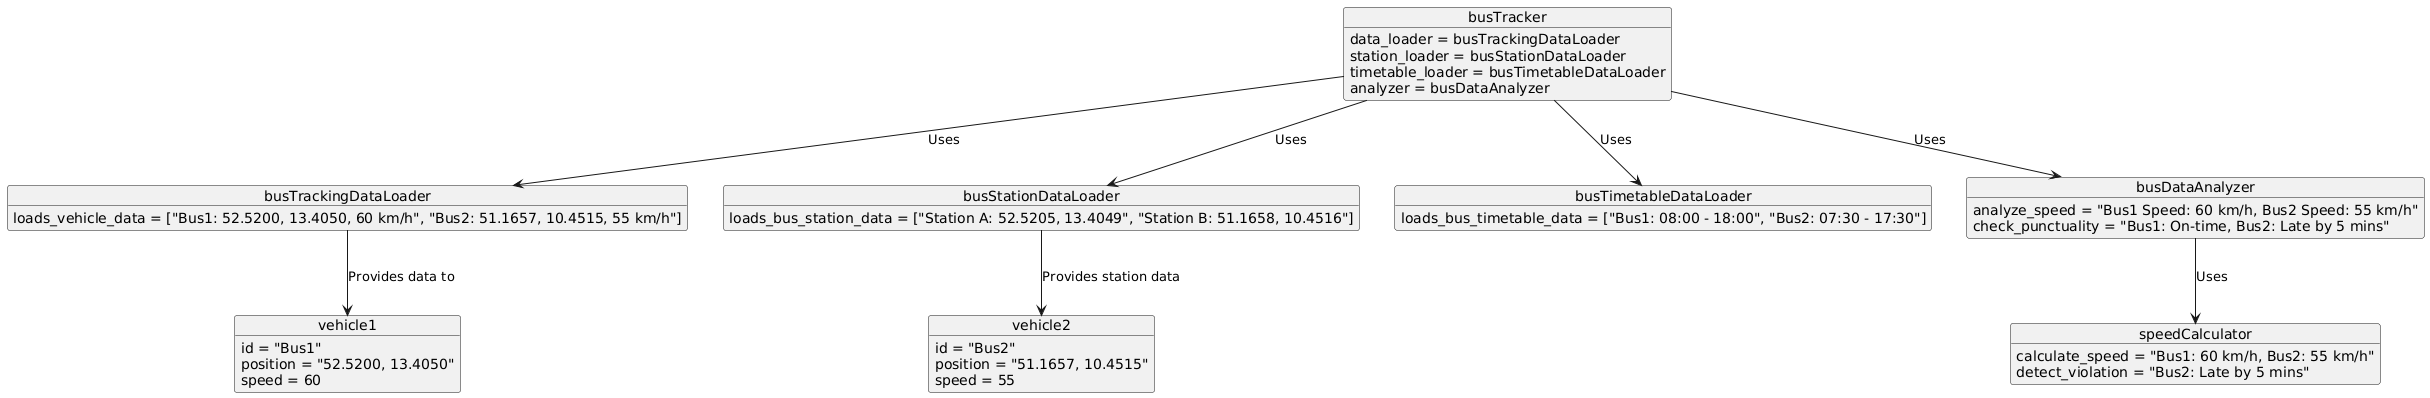 busTracker
data_loader = busTrackingDataLoader
station_loader = busStationDataLoader
timetable_loader = busTimetableDataLoader
analyzer = busDataAnalyzer
Uses
Uses
Uses
Uses
busTrackingDataLoader
loads_vehicle_data = ["Bus1: 52.5200, 13.4050, 60 km/h", "Bus2: 51.1657, 10.4515, 55 km/h"]
busStationDataLoader
loads_bus_station_data = ["Station A: 52.5205, 13.4049", "Station B: 51.1658, 10.4516"]
busTimetableDataLoader
loads_bus_timetable_data = ["Bus1: 08:00 - 18:00", "Bus2: 07:30 - 17:30"]
busDataAnalyzer
analyze_speed = "Bus1 Speed: 60 km/h, Bus2 Speed: 55 km/h"
check_punctuality = "Bus1: On-time, Bus2: Late by 5 mins"
Provides data to
Provides station data
Uses
vehicle1
id = "Bus1"
position = "52.5200, 13.4050"
speed = 60
vehicle2
id = "Bus2"
position = "51.1657, 10.4515"
speed = 55
speedCalculator
calculate_speed = "Bus1: 60 km/h, Bus2: 55 km/h"
detect_violation = "Bus2: Late by 5 mins"